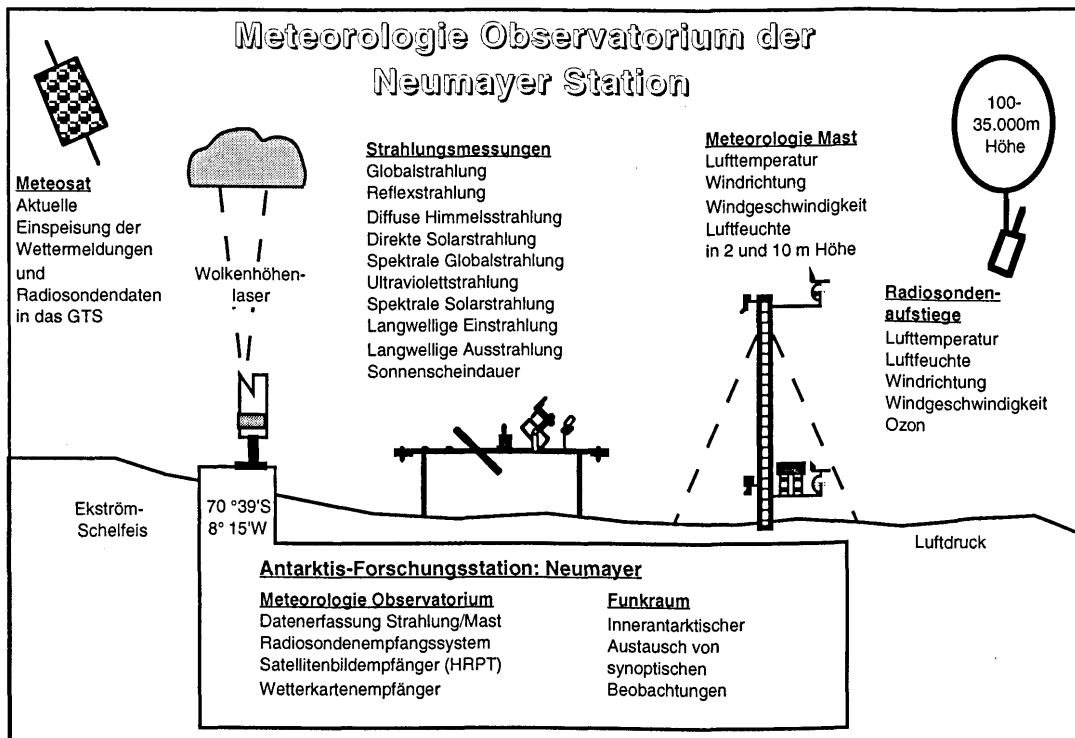 Meteorologie Observatorium der
Neumayer Station
Meteosat
Aktuelle
Einspeisung der
Wettermeldungen
und
Radiosondendaten
in das GTS
Wolkenhöhen-
laser
Strahlungsmessungen
Globalstrahlung
Reflexstrahlung
Diffuse Himmelsstrahlung
Direkte Solarstrahlung
Spektrale Globalstrahlung
Ultraviolettstrahlung
Spektrale Solarstrahlung
Langwellige Einstrahlung
Langwellige Ausstrahlung
Sonnenscheindauer
Meteorologie Mast
Lufttemperatur
Windrichtung
Windgeschwindigkeit
Luftfeuchte
in 2 und 10 m Höhe
100-
35.000m
Höhe
Radiosonden-
aufstiege
Lufttemperatur
Luftfeuchte
Windrichtung
Windgeschwindigkeit
Ozon
Ekström-
Schelfeis
70 °39'S
8° 15'W
Luftdruck
Antarktis-Forschungsstation: Neumayer
Meteorologie Observatorium
Datenerfassung Strahlung/Mast
Radiosondenempfangssystem
Satellitenbildempfänger (HRPT)
Wetterkartenempfänger
Funkraum
Innerantarktischer
Austausch von
synoptischen
Beobachtungen